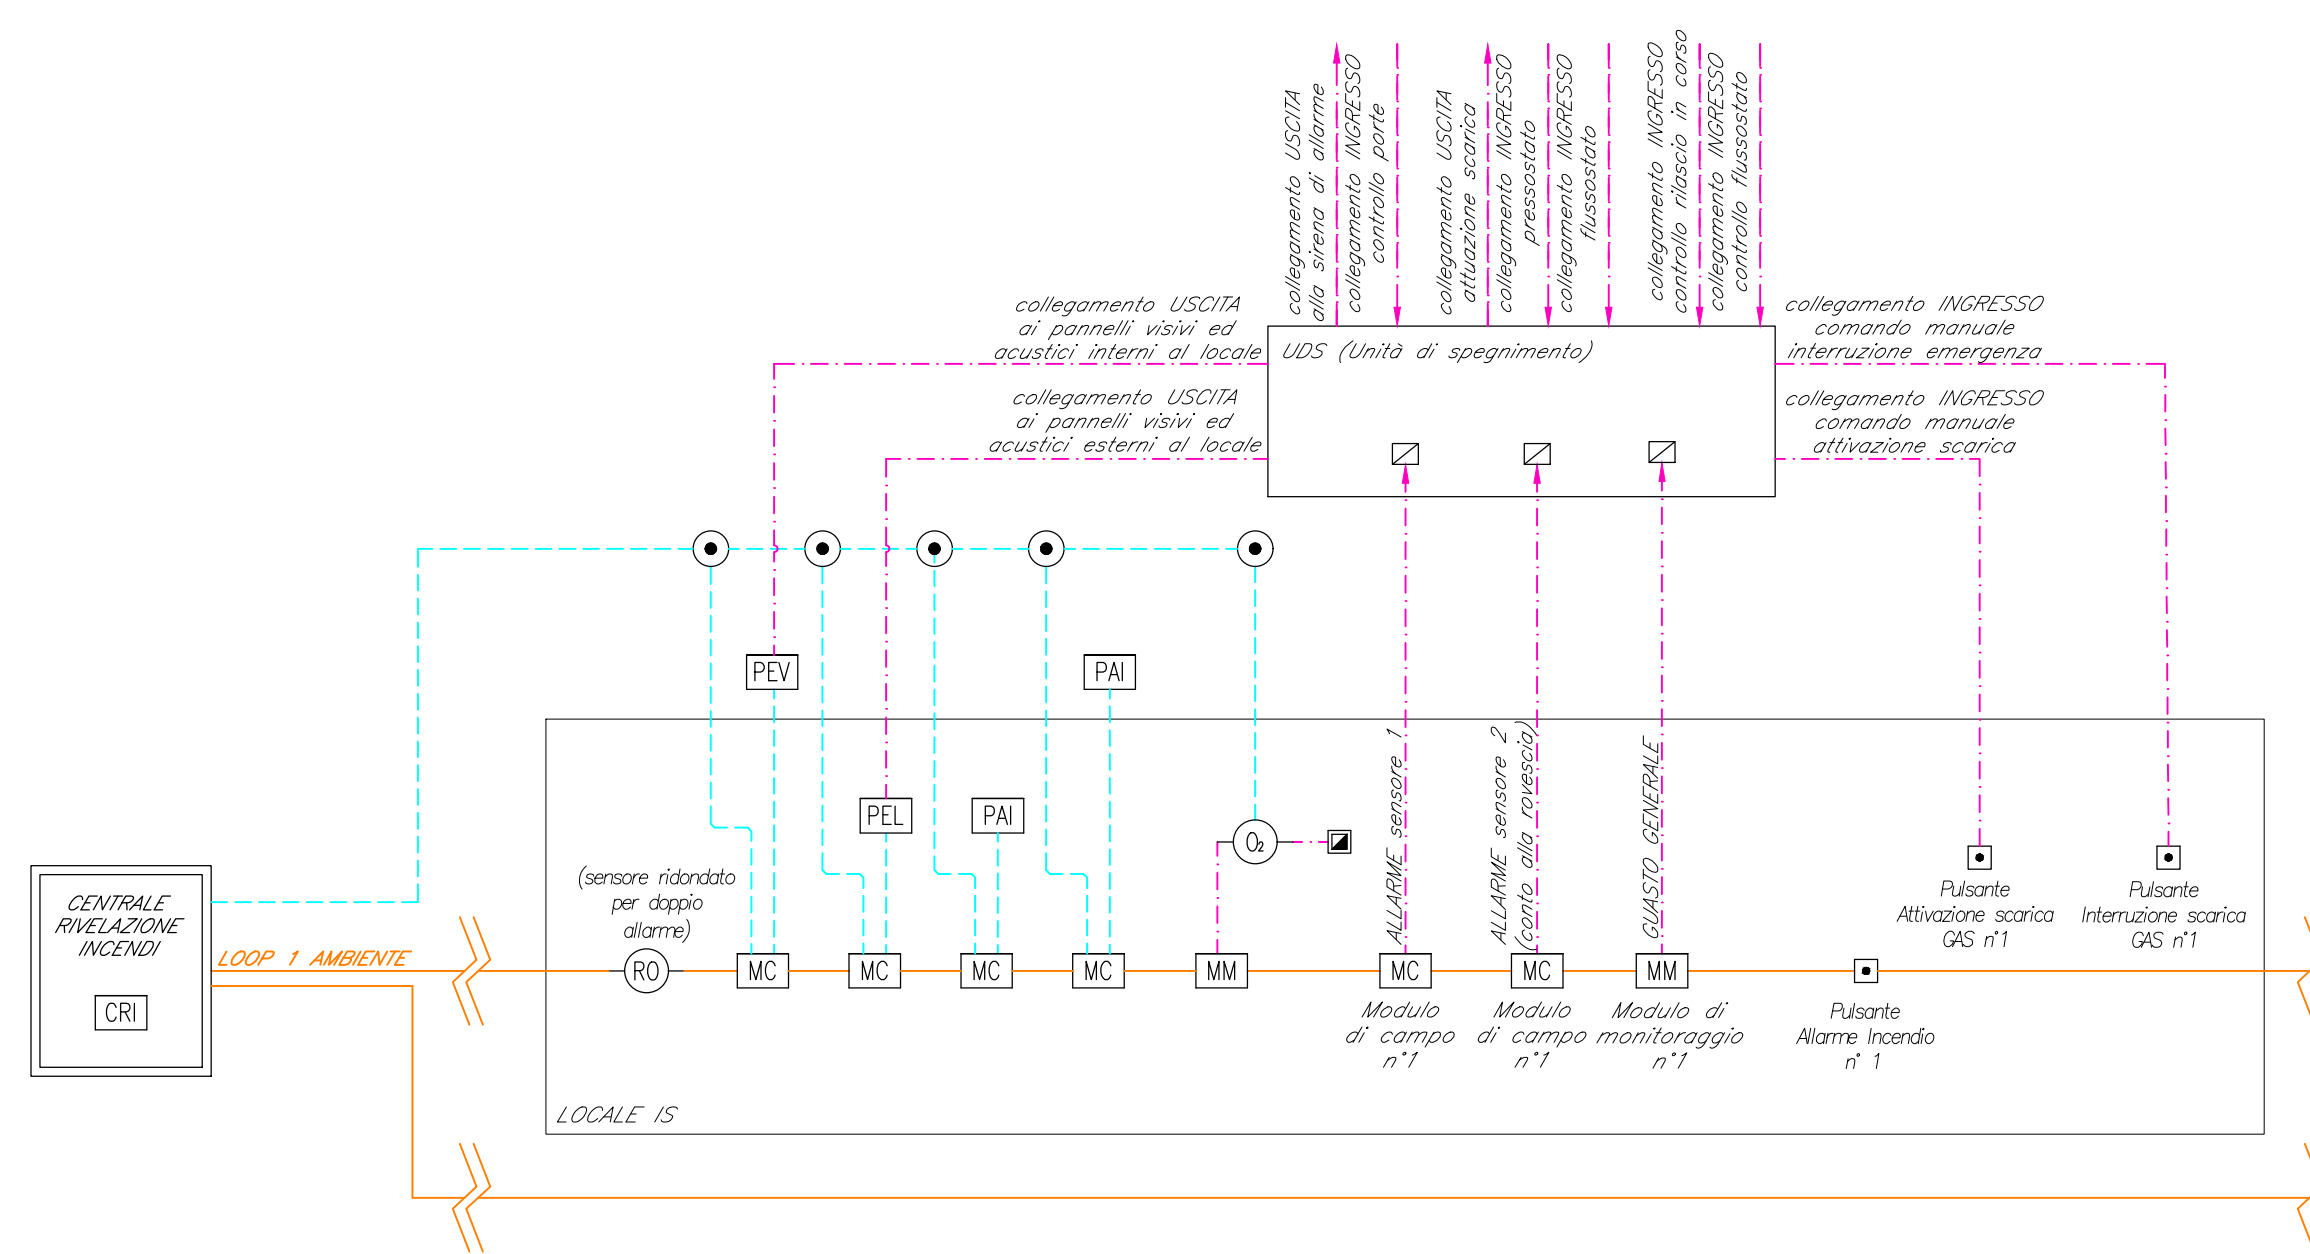 collegamento USCITA
alla sirena di allarme
collegamento INGRESSO
controllo porte
collegamento USCITA
attuazione scarica
collegamento INGRESSO
pressostato
collegamento INGRESSO
flussostato
collegamento INGRESSO
controllo rilascio in corso
collegamento INGRESSO
controllo flussostato
collegamento USCITA
ai pannelli visivi ed
acustici interni al locale
UDS (Unità di spegnimento)
collegamento INGRESSO
comando manuale
interruzione emergenza
collegamento USCITA
ai pannelli visivi ed
acustici esterni al locale
collegamento INGRESSO
comando manuale
attivazione scarica
PEV
PAI
PEL
PAI
O2
ALLARME sensore 1
ALLARME sensore 2
(conto alla rovescia)
GUASTO GENERALE
CENTRALE
RIVELAZIONE
INCENDI
CRI
LOOP 1 AMBIENTE
(sensore ridondato
per doppio
allarme)
RO
MC
MC
MC
MC
MM
MC
MC
MM
Pulsante
Attivazione scarica
GAS n°1
Pulsante
Interruzione scarica
GAS n°1
Modulo
di campo
n°1
Modulo
di campo
n°1
Modulo di
monitoraggio
n°1
Pulsante
Allarme Incendio
n° 1
LOCALE IS